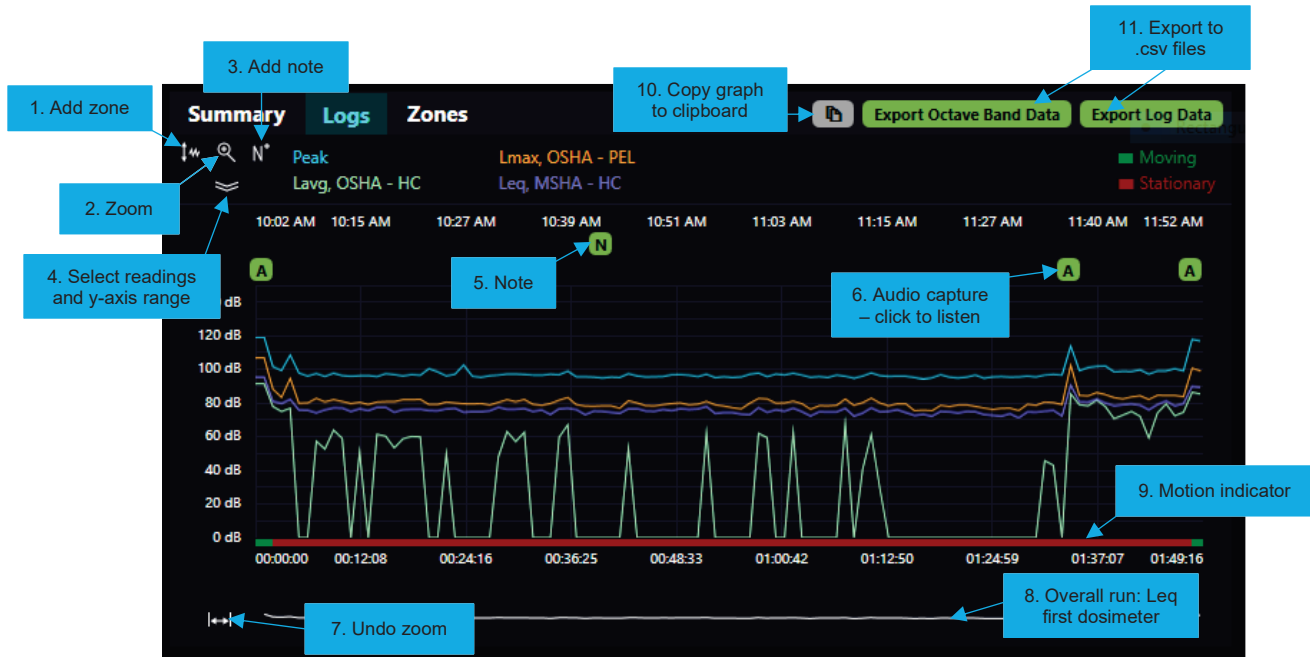 11. Export to
.csv files
3. Add note
10. Copy graph
to clipboard
1. Add zone
Summary
Logs
Zones
Export Octave Band Data
Export Log Data
N+
Peak
Lmax, OSHA - PEL
Moving
Lavg, OSHA - HC
Leq, MSHA - HC
Stationary
2. Zoom
10:02 AM 10:15 AM 10:27 AM 10:39 AM 10:51 AM 11:03 AM 11:15 AM 11:27 AM 11:40 AM 11:52 AM
N
4. Select readings
and y-axis range
A
5. Note
6. Audio capture
– click to listen
A
A
dB
120 dB
100 dB
80 dB
60 dB
40 dB
20 dB
0 dB
9. Motion indicator
00:00:00 00:12:08 00:24:16 00:36:25 00:48:33 01:00:42 01:12:50 01:24:59 01:37:07 01:49:16
7. Undo zoom
8. Overall run: Leq
first dosimeter